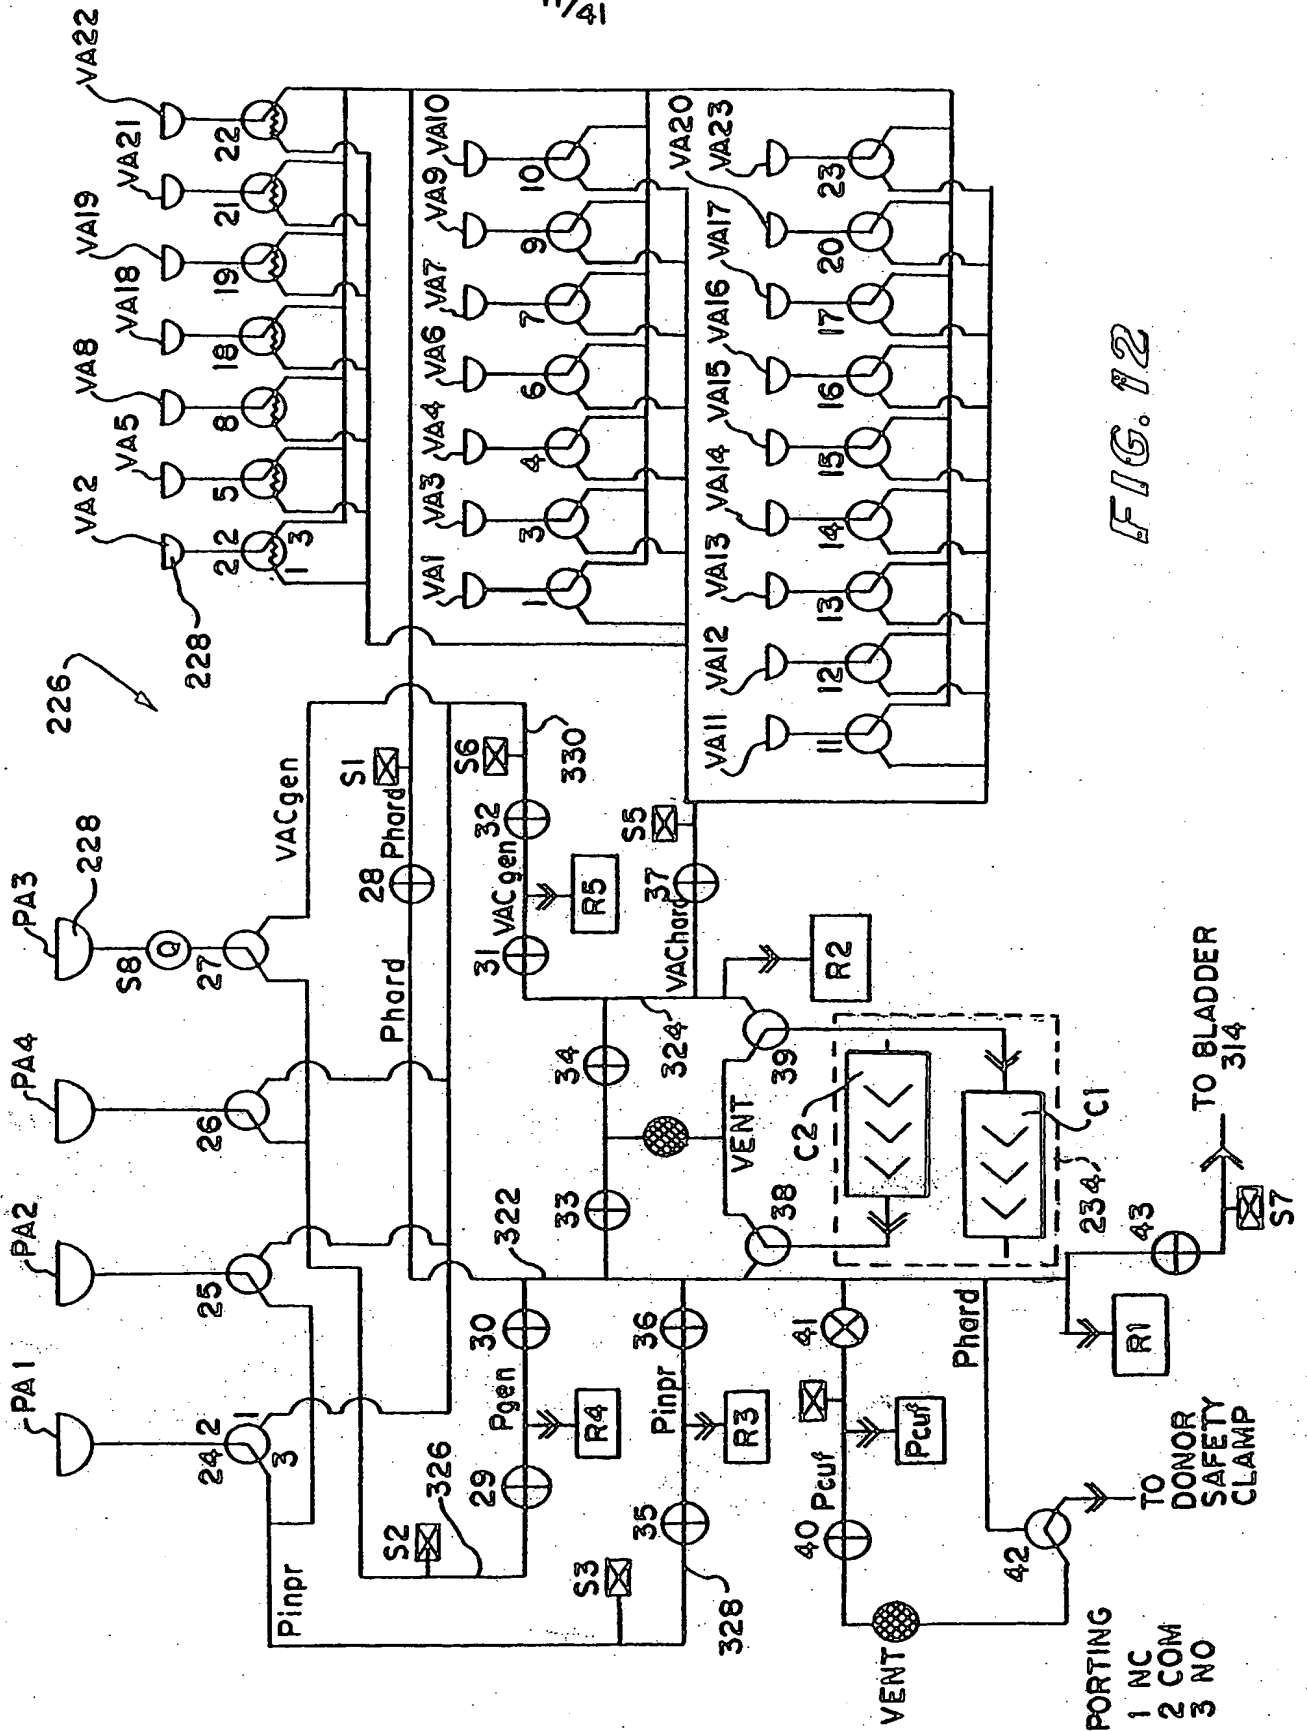 11/41
VA22
VA21
VA19
VA18
VA8
VA5
VA2
22
21
19
18
8
5
2 2
1 3
228
226
VA10
VA9
VA7
VA6
VA4
VA3
VA1
10
9
7
6
4
3
1
VA20
VA23
VA17
VA16
VA15
VA14
VA13
VA12
VA11
23
20
17
16
15
14
13
12
11
PA3
228
S8
Q
27
VACgen
PA4
26
PA2
25
PA1
24 2
1
3
Pinpr
S1
Phard
28
Phard
S6
330
32
VACgen
31
R5
S5
37
VAChard
R2
34
324
39
VENT
33
38
322
C2
C1
234
30
Pgen
29
R4
326
S2
36
Pinpr
35
R3
S3
328
41
Pcuf
40
Pcuf
VENT
Phard
R1
43
S7
TO BLADDER
314
42
TO
DONOR
SAFETY
CLAMP
PORTING
1 NC
2 COM
3 NO
FIG. 12